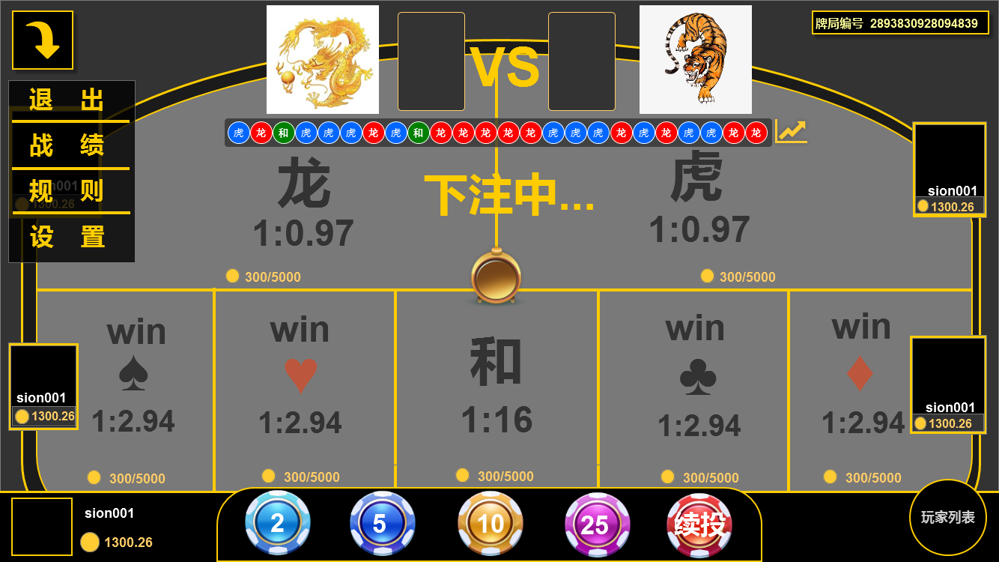 牌局编号 2893830928094839
VS
退 出
战 绩
规 则
设 置
n001
1300.26
虎 龙 和 虎 虎 虎 龙 虎 和 龙 龙 龙 龙 龙 虎 虎 虎 龙 虎 龙 虎 虎 龙 龙
龙
1:0.97
300/5000
下注中...
虎
1:0.97
300/5000
sion001
1300.26
win
1:2.94
300/5000
win
1:2.94
300/5000
和
1:16
300/5000
win
1:2.94
300/5000
win
1:2.94
300/5000
sion001
1300.26
sion001
1300.26
sion001
1300.26
2
5
10
25
续投
玩家列表